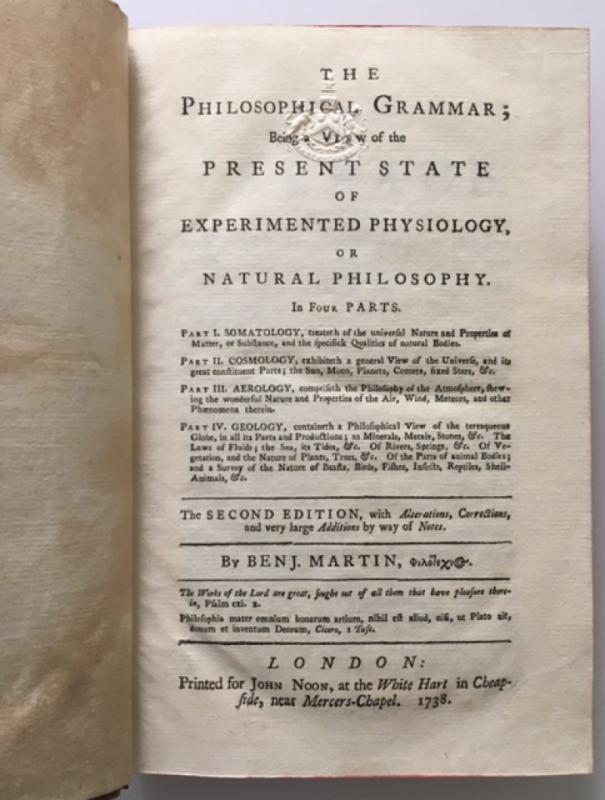 THE
PHILOSOPHICAL GRAMMAR;
Being a VIEW of the
PRESENT STATE
OF
EXPERIMENTED PHYSIOLOGY,
OR
NATURAL PHILOSOPHY.
In FOUR PARTS.
PART I. SOMATOLOGY, treateth of the universal Nature and Properties of
Matter, or Substance, and the specifick Qualities of natural Bodies.
PART II. COSMOLOGY, exhibiteth a general View of the Universe, and its
great constituent Parts; the Sun, Moon, Planets, Comets, fixed Stars, &c.
PART III. AEROLOGY, compriseth the Philosophy of the Atmosphere, shew-
ing the wonderful Nature and Properties of the Air, Wind, Meteors, and other
Phænomena therein.
PART IV. GEOLOGY, containeth a Philosophical View of the terraqueous
Globe, in all its Parts and Productions; as Minerals, Metals, Stones, &c. The
Laws of Fluids; the Sea, its Tides, &c. Of Rivers, Springs, &c. Of Ve-
getation, and the Nature of Plants, Trees, &c. Of the Parts of animal Bodies;
and a Survey of the Nature of Beasts, Birds, Fishes, Insects, Reptiles, Shell-
Animals, &c.
The SECOND EDITION, with Alterations, Corrections,
and very large Additions by way of Notes.
By BENJ. MARTIN,
The Works of the Lord are great, sought out of all them that have pleasure there-
in, Psalm cxi. 2.
Philosophia mater omnium bonarum artium, nihil est aliud, nisi, ut Plato ait,
donum et inventum Deorum, Cicero, 1 Tusc.
LONDON:
Printed for JOHN NOON, at the White Hart in Cheap-
side, near Mercers-Chapel. 1738.